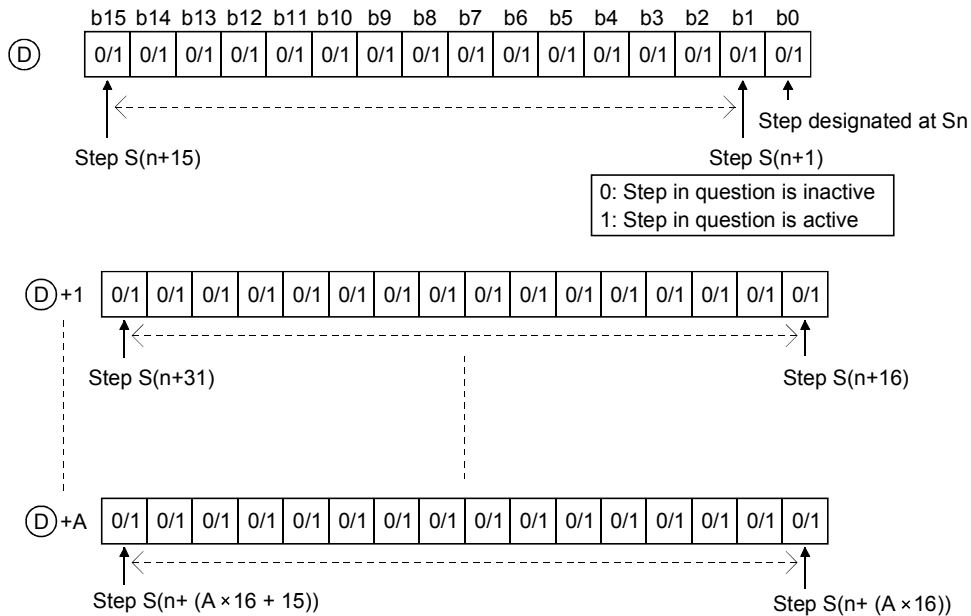 b15 b14 b13 b12 b11 b10 b9 b8 b7 b6 b5 b4 b3 b2 b1 b0
D 0/1 0/1 0/1 0/1 0/1 0/1 0/1 0/1 0/1 0/1 0/1 0/1 0/1 0/1 0/1 0/1
Step designated at Sn
Step S(n+15) Step S(n+1)
0: Step in question is inactive
1: Step in question is active
D +1 0/1 0/1 0/1 0/1 0/1 0/1 0/1 0/1 0/1 0/1 0/1 0/1 0/1 0/1 0/1 0/1
Step S(n+31) Step S(n+16)
D +A 0/1 0/1 0/1 0/1 0/1 0/1 0/1 0/1 0/1 0/1 0/1 0/1 0/1 0/1 0/1 0/1
Step S(n+ (A × 16 + 15)) Step S(n+ (A × 16))